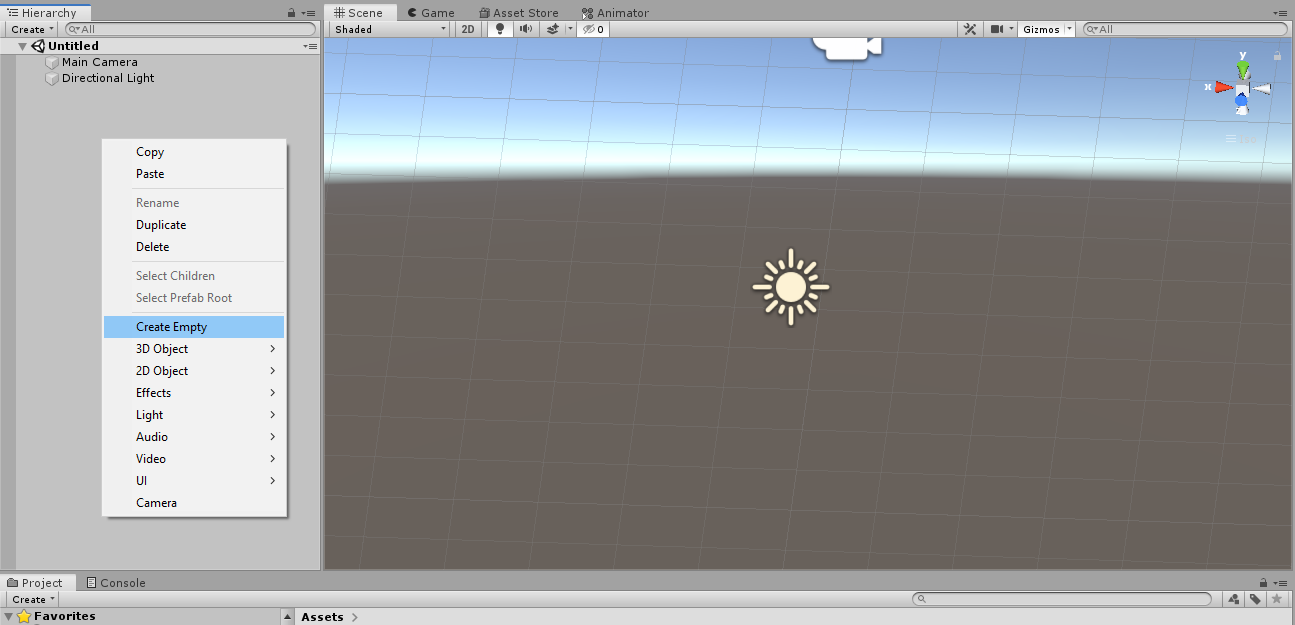 Hierarchy
Scene
Game
Asset Store
Animator
Create
All
Shaded
2D
0
Gizmos
All
Untitled
Main Camera
Directional Light
y
x
Copy
Paste
Rename
Duplicate
Delete
Select Children
Select Prefab Root
Create Empty
3D Object
2D Object
Effects
Light
Audio
Video
UI
Camera
Project
Console
Create
Favorites
Assets